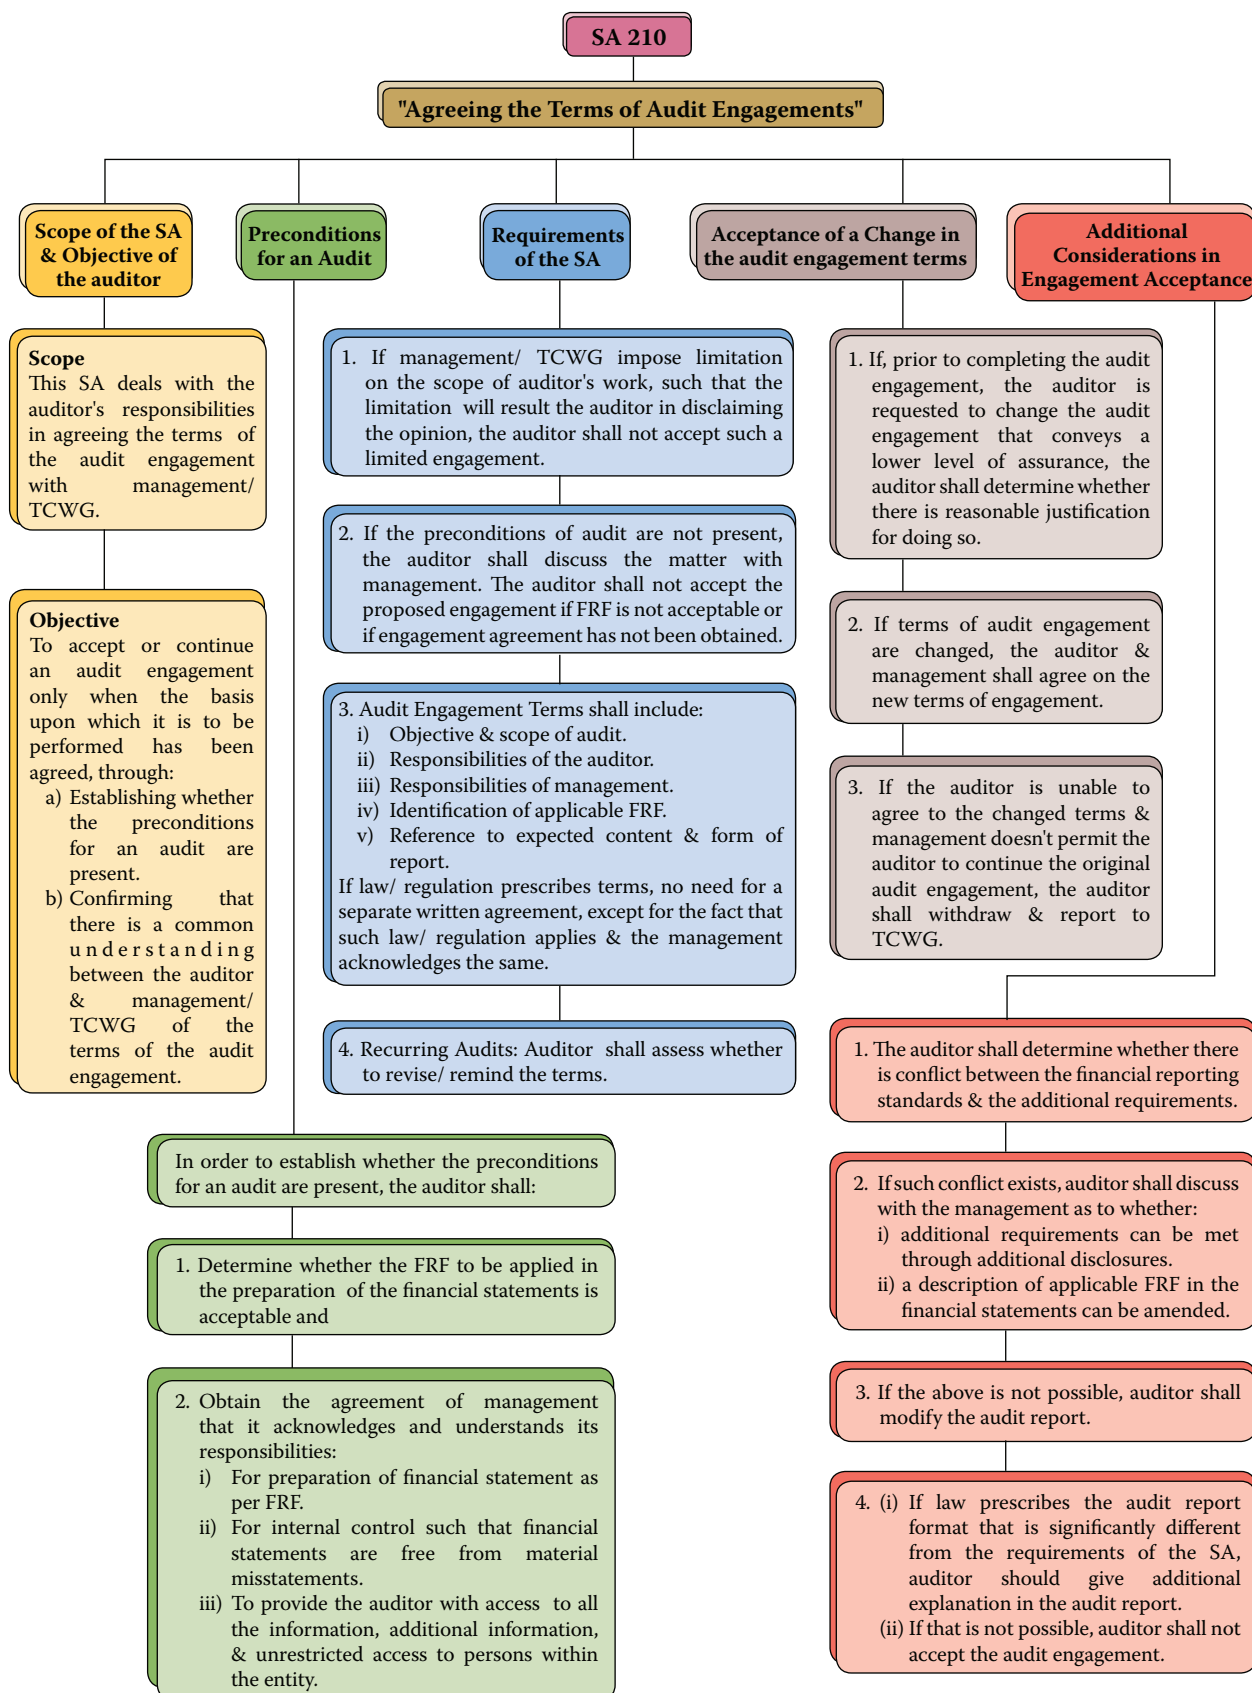 SA 210
"Agreeing the Terms of Audit Engagements"
Scope of the SA
& Objective of
the auditor
Preconditions
for an Audit
Requirements
of the SA
Acceptance of a Change in
the audit engagement terms
Additional
Considerations in
Engagement Acceptance
Scope
This SA deals with the
auditor's responsibilities
in agreeing the terms of
the audit engagement
with management/
TCWG.
Objective
To accept or continue
an audit engagement
only when the basis
upon which it is to be
performed has been
agreed, through:
a) Establishing whether
the preconditions
for an audit are
present.
b) Confirming that
there is a common
understanding
between the auditor
& management/
TCWG of the
terms of the audit
engagement.
In order to establish whether the preconditions
for an audit are present, the auditor shall:
1. Determine whether the FRF to be applied in
the preparation of the financial statements is
acceptable and
2. Obtain the agreement of management
that it acknowledges and understands its
responsibilities:
i) For preparation of financial statement as
per FRF.
ii) For internal control such that financial
statements are free from material
misstatements.
iii) To provide the auditor with access to all
the information, additional information,
& unrestricted access to persons within
the entity.
1. If management/ TCWG impose limitation
on the scope of auditor's work, such that the
limitation will result the auditor in disclaiming
the opinion, the auditor shall not accept such a
limited engagement.
2. If the preconditions of audit are not present,
the auditor shall discuss the matter with
management. The auditor shall not accept the
proposed engagement if FRF is not acceptable or
if engagement agreement has not been obtained.
3. Audit Engagement Terms shall include:
i) Objective & scope of audit.
ii) Responsibilities of the auditor.
iii) Responsibilities of management.
iv) Identification of applicable FRF.
v) Reference to expected content & form of
report.
If law/ regulation prescribes terms, no need for a
separate written agreement, except for the fact that
such law/ regulation applies & the management
acknowledges the same.
4. Recurring Audits: Auditor shall assess whether
to revise/ remind the terms.
1. If, prior to completing the audit
engagement, the auditor is
requested to change the audit
engagement that conveys a
lower level of assurance, the
auditor shall determine whether
there is reasonable justification
for doing so.
2. If terms of audit engagement
are changed, the auditor &
management shall agree on the
new terms of engagement.
3. If the auditor is unable to
agree to the changed terms &
management doesn't permit the
auditor to continue the original
audit engagement, the auditor
shall withdraw & report to
TCWG.
1. The auditor shall determine whether there
is conflict between the financial reporting
standards & the additional requirements.
2. If such conflict exists, auditor shall discuss
with the management as to whether:
i) additional requirements can be met
through additional disclosures.
ii) a description of applicable FRF in the
financial statements can be amended.
3. If the above is not possible, auditor shall
modify the audit report.
4. (i) If law prescribes the audit report
format that is significantly different
from the requirements of the SA,
auditor should give additional
explanation in the audit report.
(ii) If that is not possible, auditor shall not
accept the audit engagement.